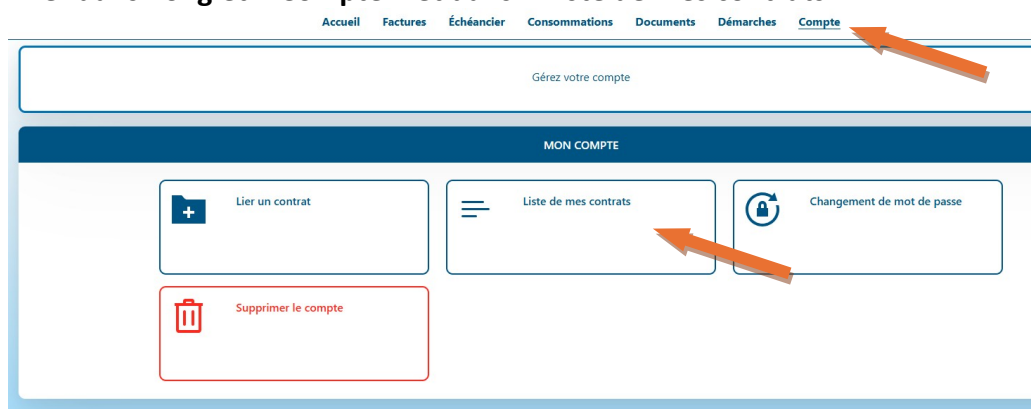 Accueil Factures Échéancier Consommations Documents Démarches Compte
Gérez votre compte
MON COMPTE
Lier un contrat Liste de mes contrats Changement de mot de passe
Supprimer le compte